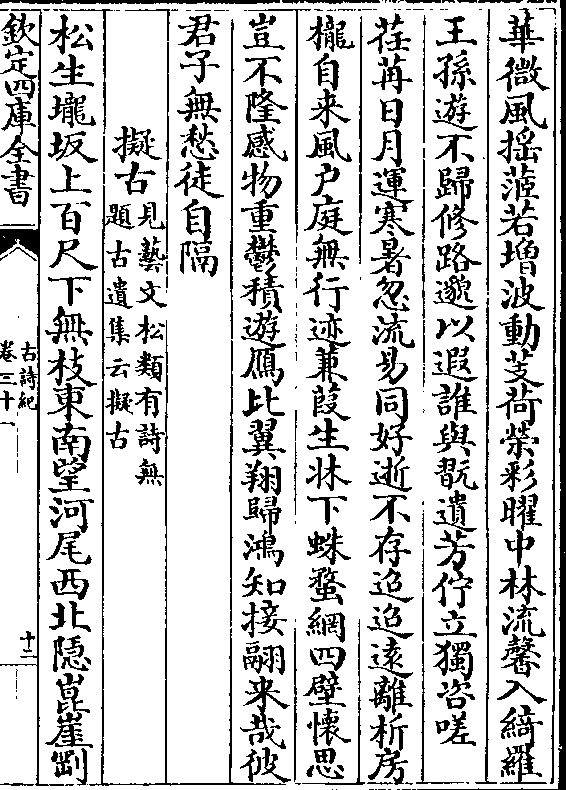 華微風揺蒞若増波動芰荷榮彩曜中林流馨入綺羅
王孫遊不歸修路邈以遐誰與翫遺芳佇立獨咨嗟
荏苒日月運寒暑忽流易同好逝不存迢迢遠離析房
櫳自来風户庭無行迹蒹葭生牀下蛛蝥網四壁懐思
豈不隆感物重鬱積遊鴈比翼翔歸鴻知接翮来哉彼
君子無愁徒自隔
擬古見藝文松類有詩無
題古遺集云擬古
松生壠坂上百尺下無枝東南望河尾西北隠崑崖剛
欽定四庫全書
古詩紀
卷三十一
十二